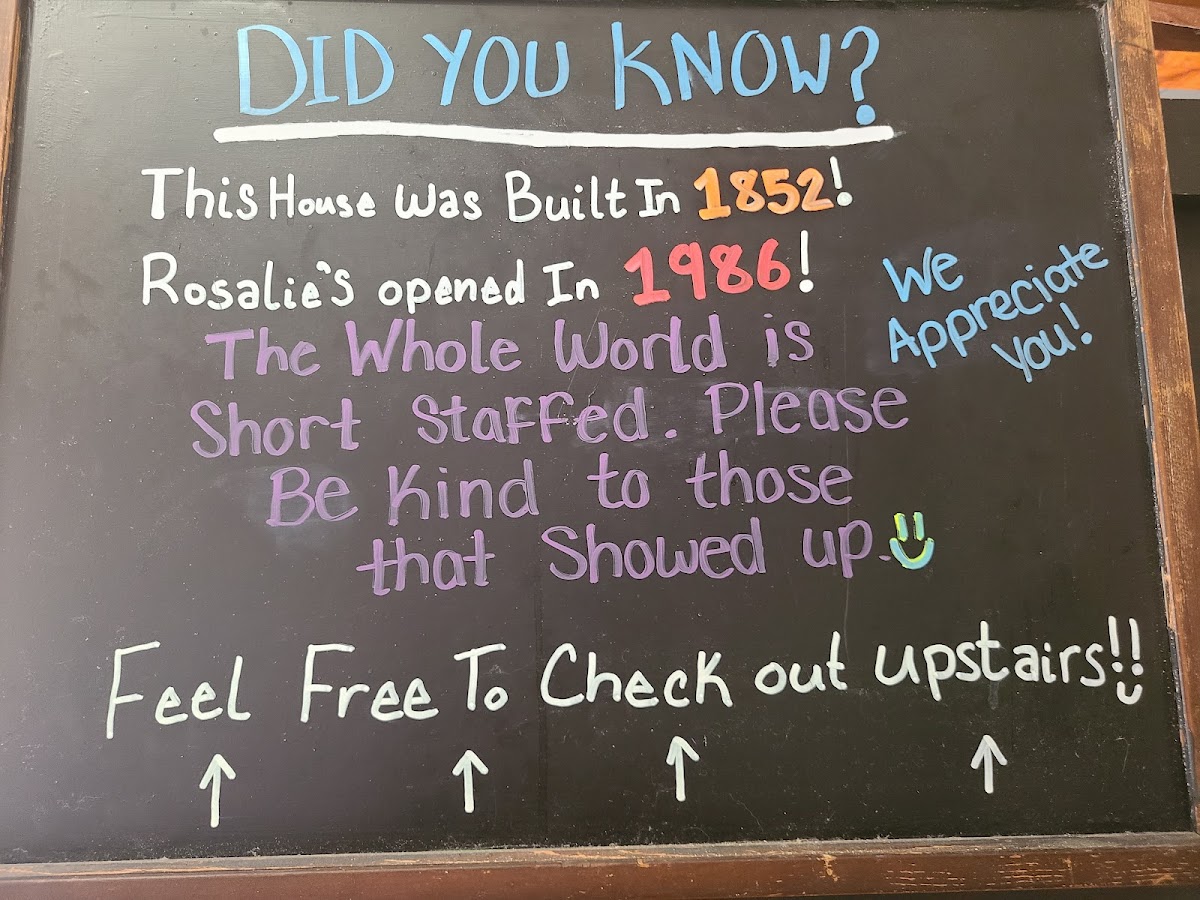 DID YOU KNOW?
This House Was Built In 1852!
Rosalie's opened In 1986!
We
Appreciate
You!
The Whole World is
Short Staffed. Please
Be Kind to those
that Showed up.
Feel Free To Check out upstairs!!